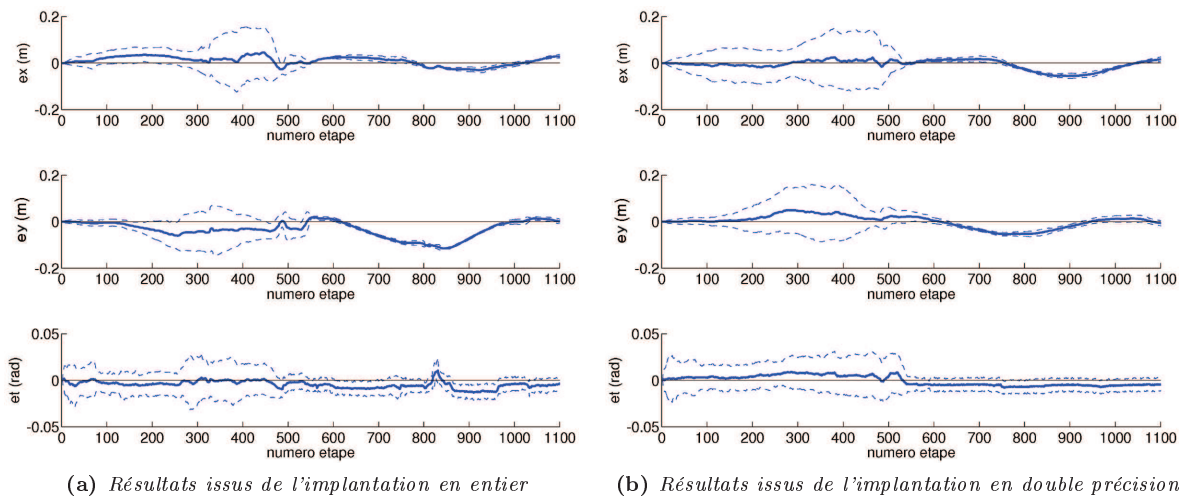 ex (m)
0.2
0
-0.2
0 100 200 300 400 500 600 700 800 900 1000 1100
numero etape
ey (m)
0.2
0
-0.2
0 100 200 300 400 500 600 700 800 900 1000 1100
numero etape
et (rad)
0.05
0
-0.05
0 100 200 300 400 500 600 700 800 900 1000 1100
numero etape
(a) Résultats issus de l'implantation en entier
ex (m)
0.2
0
-0.2
0 100 200 300 400 500 600 700 800 900 1000 1100
numero etape
ey (m)
0.2
0
-0.2
0 100 200 300 400 500 600 700 800 900 1000 1100
numero etape
et (rad)
0.05
0
-0.05
0 100 200 300 400 500 600 700 800 900 1000 1100
numero etape
(b) Résultats issus de l'implantation en double précision